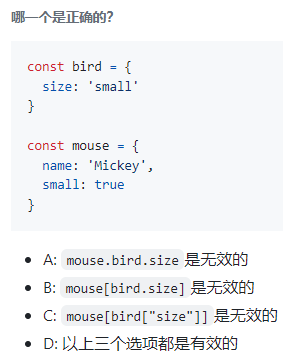 哪一个是正确的？
const bird = {
  size: 'small'
}
const mouse = {
  name: 'Mickey',
  small: true
}
A: mouse.bird.size 是无效的
B: mouse[bird.size] 是无效的
C: mouse[bird["size"]] 是无效的
D: 以上三个选项都是有效的